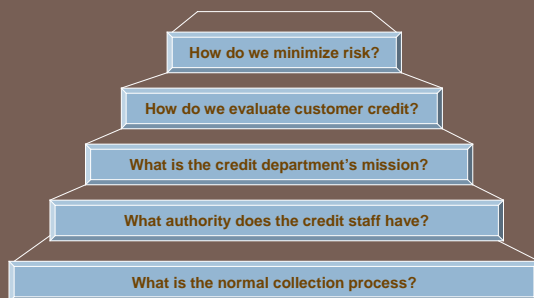 How do we minimize risk?
How do we evaluate customer credit?
What is the credit department’s mission?
What authority does the credit staff have?
What is the normal collection process?